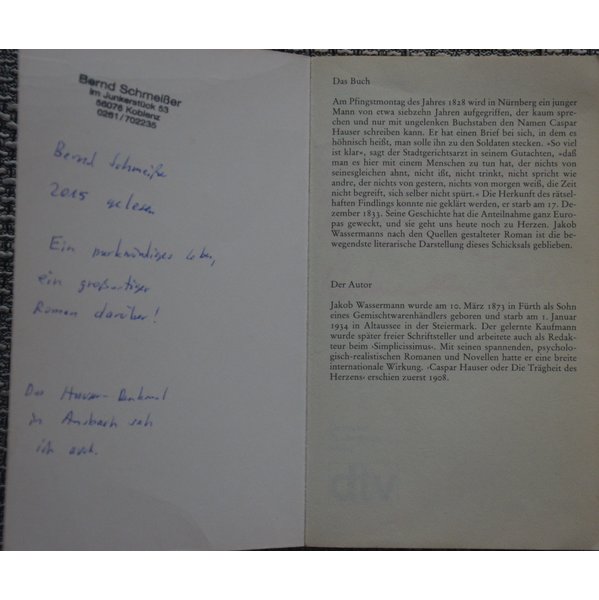 Bernd Schmeißer
Im Junkerstück 53
56076 Koblenz
0261/702235
Bernd Schmeißer
2015 gelesen
Ein merkwürdiges Leben,
ein großartiger
Roman darüber!
Das Hauser-Denkmal
in Ansbach sah
ich auch.
Das Buch
Am Pfingstmontag des Jahres 1828 wird in Nürnberg ein junger
Mann von etwa siebzehn Jahren aufgegriffen, der kaum spre-
chen und nur mit ungelenken Buchstaben den Namen Caspar
Hauser schreiben kann. Er hat einen Brief bei sich, in dem es
höhnisch heißt, man solle ihn zu den Soldaten stecken. »So viel
ist klar«, sagt der Stadtgerichtsarzt in seinem Gutachten, »daß
man es hier mit einem Menschen zu tun hat, der nichts von
seinesgleichen ahnt, nicht ißt, nicht trinkt, nicht spricht wie
andre, der nichts von gestern, nichts von morgen weiß, die Zeit
nicht begreift, sich selber nicht spürt.« Die Herkunft des rätsel-
haften Findlings konnte nie geklärt werden, er starb am 17. De-
zember 1833. Seine Geschichte hat die Anteilnahme ganz Euro-
pas geweckt, und sie geht uns heute noch zu Herzen. Jakob
Wassermanns nach den Quellen gestalteter Roman ist die be-
wegendste literarische Darstellung dieses Schicksals geblieben.
Der Autor
Jakob Wassermann wurde am 10. März 1873 in Fürth als Sohn
eines Gemischtwarenhändlers geboren und starb am 1. Januar
1934 in Altaussee in der Steiermark. Der gelernte Kaufmann
wurde später freier Schriftsteller und arbeitete auch als Redak-
teur beim ›Simplicissimus‹. Mit seinen spannenden, psycholo-
gisch-realistischen Romanen und Novellen hatte er eine breite
internationale Wirkung. ›Caspar Hauser oder Die Trägheit des
Herzens‹ erschien zuerst 1908.